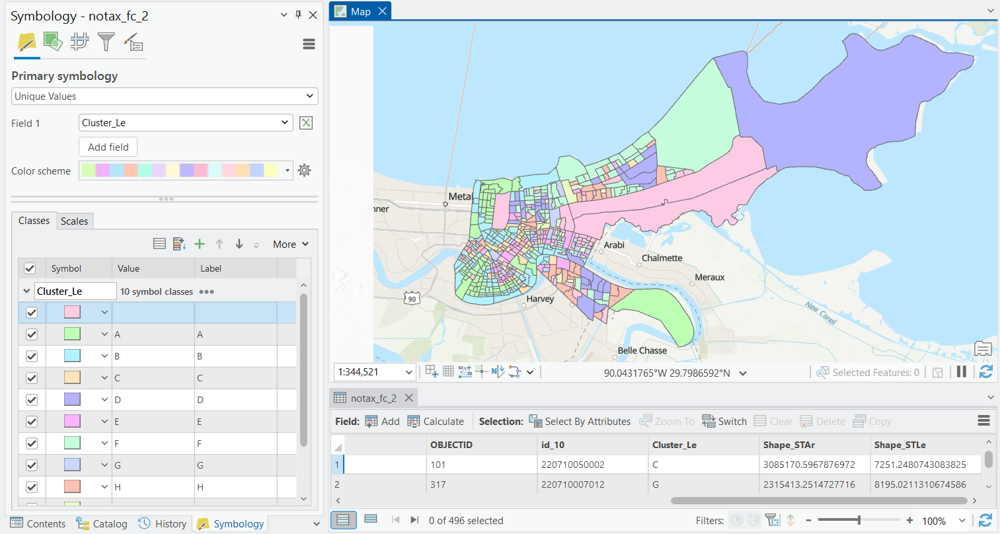 Symbology - notax_fc_2
Primary symbology
Unique Values
Field 1
Cluster_Le
Add field
Color scheme
Classes
Scales
More
Symbol
Value
Label
Cluster_Le
10 symbol classes
A A
B B
C C
D D
E E
F F
G G
H H
Contents
Catalog
History
Symbology
Map
Metai
nner
Arabi
Chalmette
Meraux
90
Harvey
New Canal
Belle Chasse
1:344,521
90.0431765°W 29.7986592°N
Selected Features: 0
notax_fc_2
Field: Add Calculate Selection: Select By Attributes Zoom To Switch Clear Delete Copy
OBJECTID id_10 Cluster_Le Shape_STAr Shape_STLe
1 101 220710050002 C 3085170.5967876972 7251.2480743083825
2 317 220710007012 G 2315413.2514727716 8195.0211310674586
0 of 496 selected
Filters:
100%